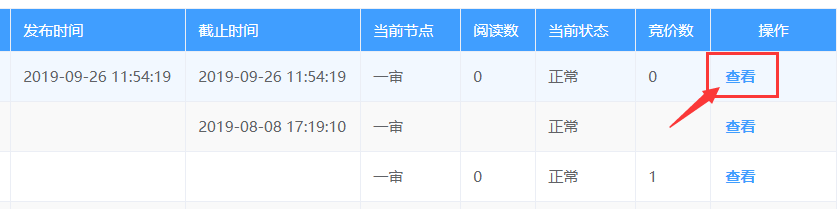 发布时间 截止时间 当前节点 阅读数 当前状态 竞价数 操作
2019-09-26 11:54:19 2019-09-26 11:54:19 一审 0 正常 0 查看
2019-08-08 17:19:10 一审 正常 查看
一审 0 正常 1 查看